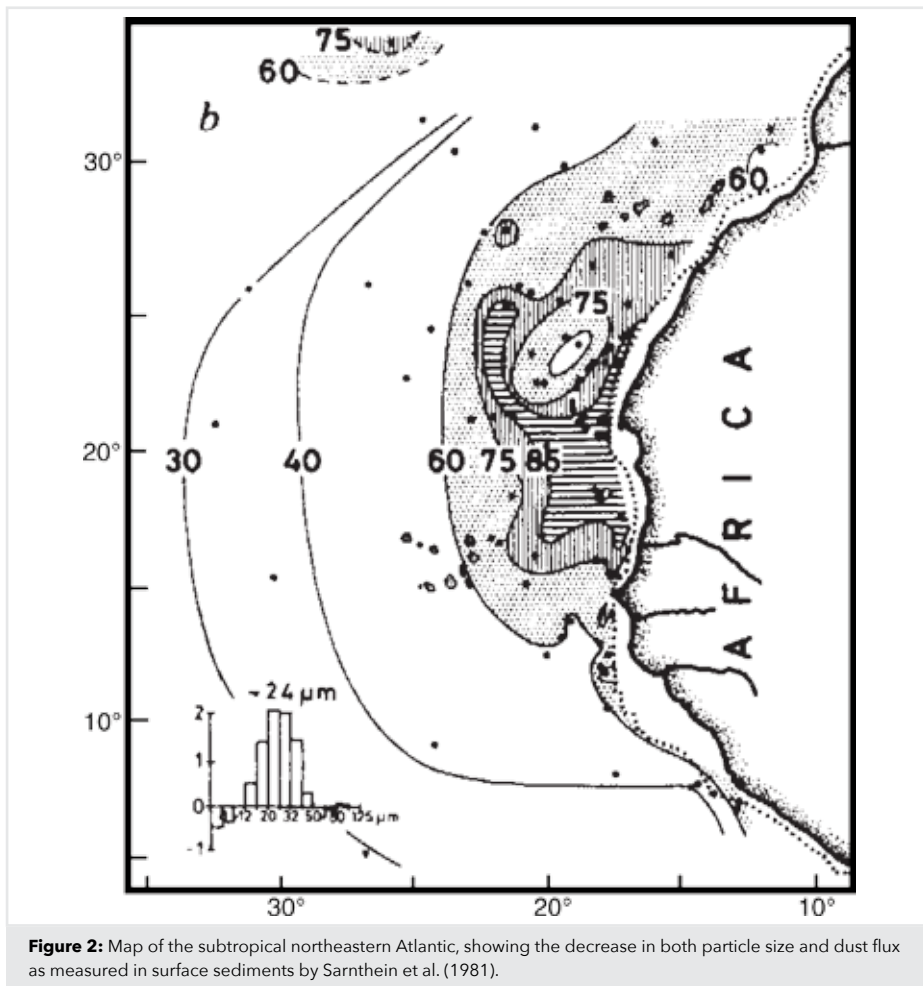 75
60
b
30°
60
75
AFRICA
20°
30 40 60 75 85
~24 µm
10°
2
1
0
-1
12 20 32 50
30° 20° 10°
Figure 2: Map of the subtropical northeastern Atlantic, showing the decrease in both particle size and dust flux
as measured in surface sediments by Sarnthein et al. (1981).